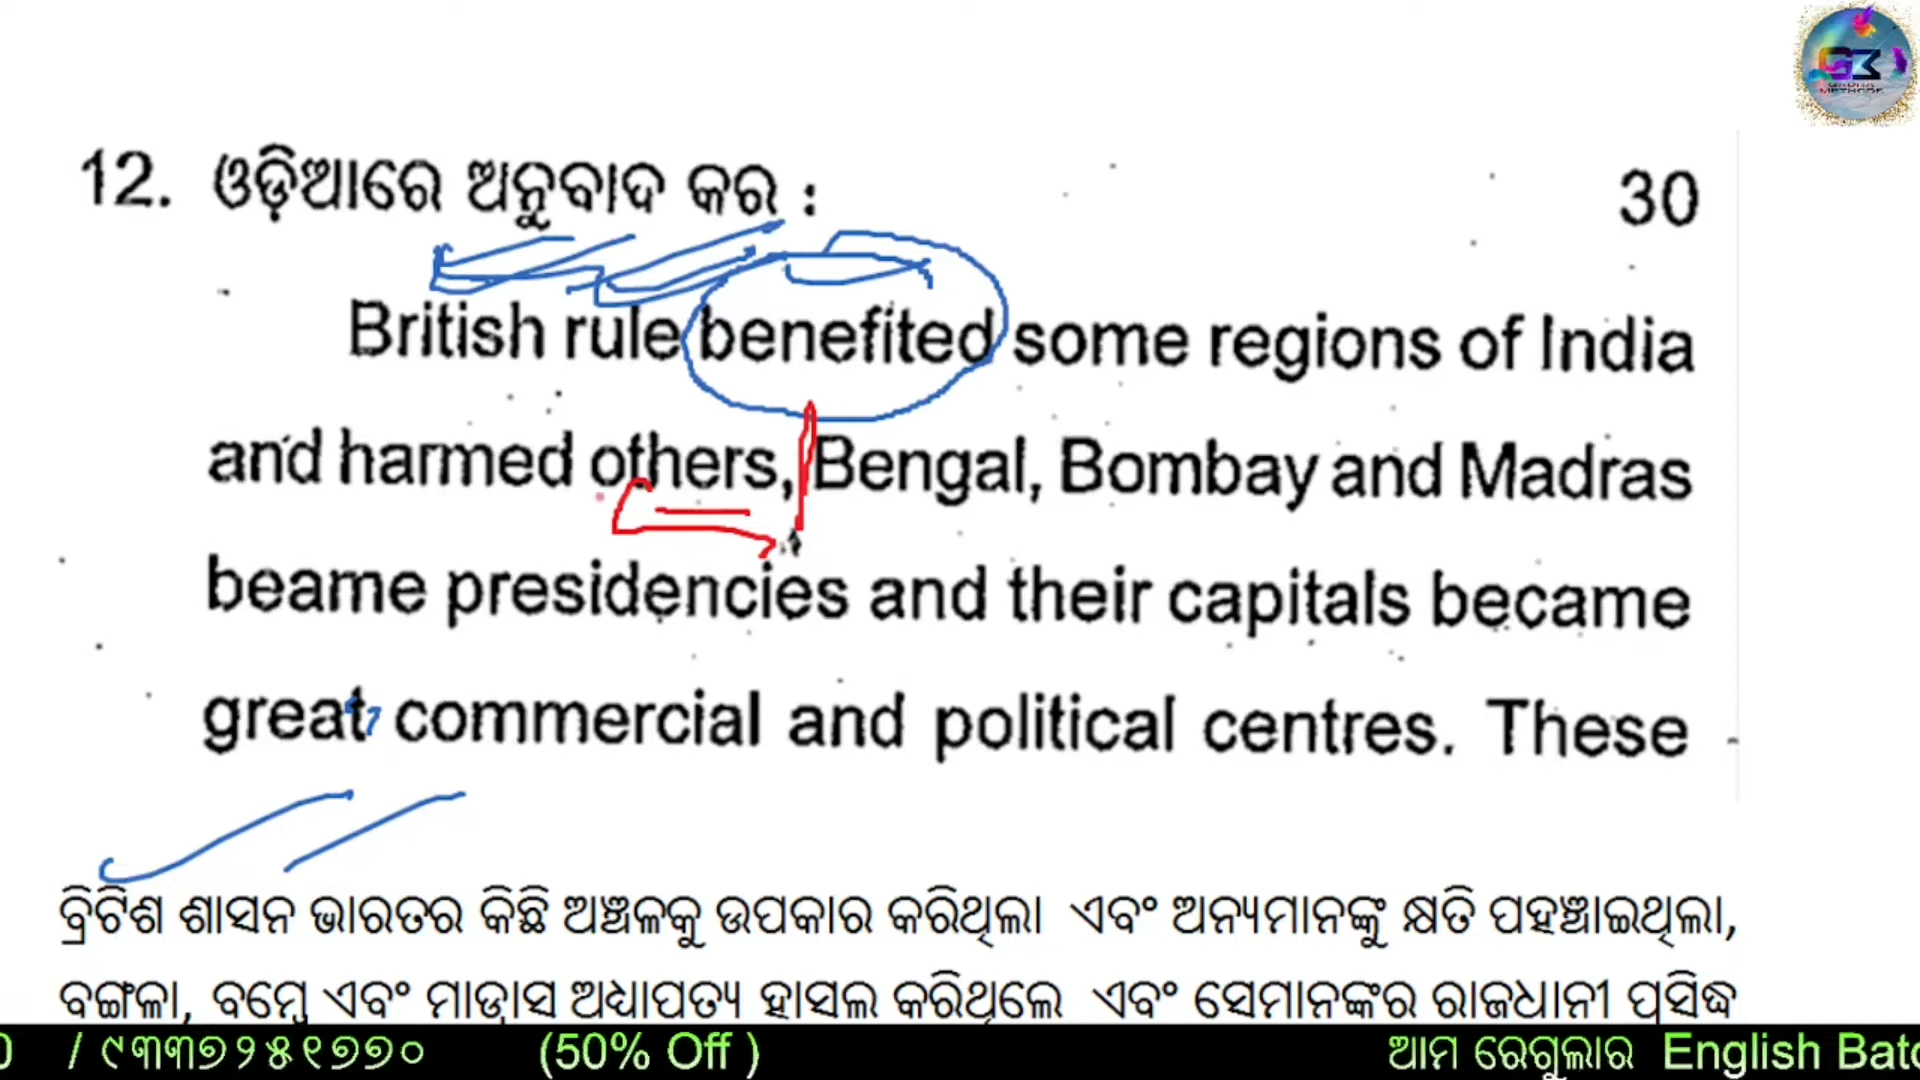 12. ଓଡ଼ିଆରେ ଅନୁବାଦ କର : 30
British rule benefited some regions of India
and harmed others, Bengal, Bombay and Madras
beame presidencies and their capitals became
great commercial and political centres. These
ବ୍ରିଟିଶ ଶାସନ ଭାରତର କିଛି ଅଞ୍ଚଳକୁ ଉପକାର କରିଥିଲା ଏବଂ ଅନ୍ୟମାନଙ୍କୁ କ୍ଷତି ପହଞ୍ଚାଇଥିଲା,
ବଙ୍ଗଳା, ବମ୍ବେ ଏବଂ ମାଡ୍ରାସ ଅଧ୍ୟାପତ୍ୟ ହାସଲ କରିଥିଲେ ଏବଂ ସେମାନଙ୍କର ରାଜଧାନୀ ପ୍ରସିଦ୍ଧ
0 / ୯୩୩୭୨୫୧୭୭୦ (50% Off ) ଆମ ରେଗୁଲାର English Batc